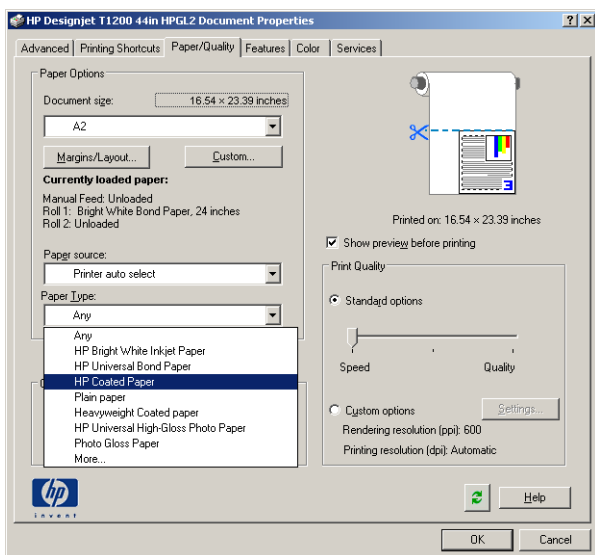 HP Designjet T1200 44in HPGL2 Document Properties
Advanced Printing Shortcuts Paper/Quality Features Color Services
Paper Options
Document size: 16.54 × 23.39 inches
A2
Margins/Layout... Custom...
Currently loaded paper:
Manual Feed: Unloaded
Roll 1: Bright White Bond Paper, 24 inches
Roll 2: Unloaded
Paper source:
Printer auto select
Paper Type:
Any
Any
HP Bright White Inkjet Paper
HP Universal Bond Paper
HP Coated Paper
Plain paper
Heavyweight Coated paper
HP Universal High-Gloss Photo Paper
Photo Gloss Paper
More...
3
Printed on: 16.54 × 23.39 inches
Show preview before printing
Print Quality
Standard options
Speed Quality
Custom options Settings...
Rendering resolution (ppi): 600
Printing resolution (dpi): Automatic
hp
invent
Help
OK Cancel